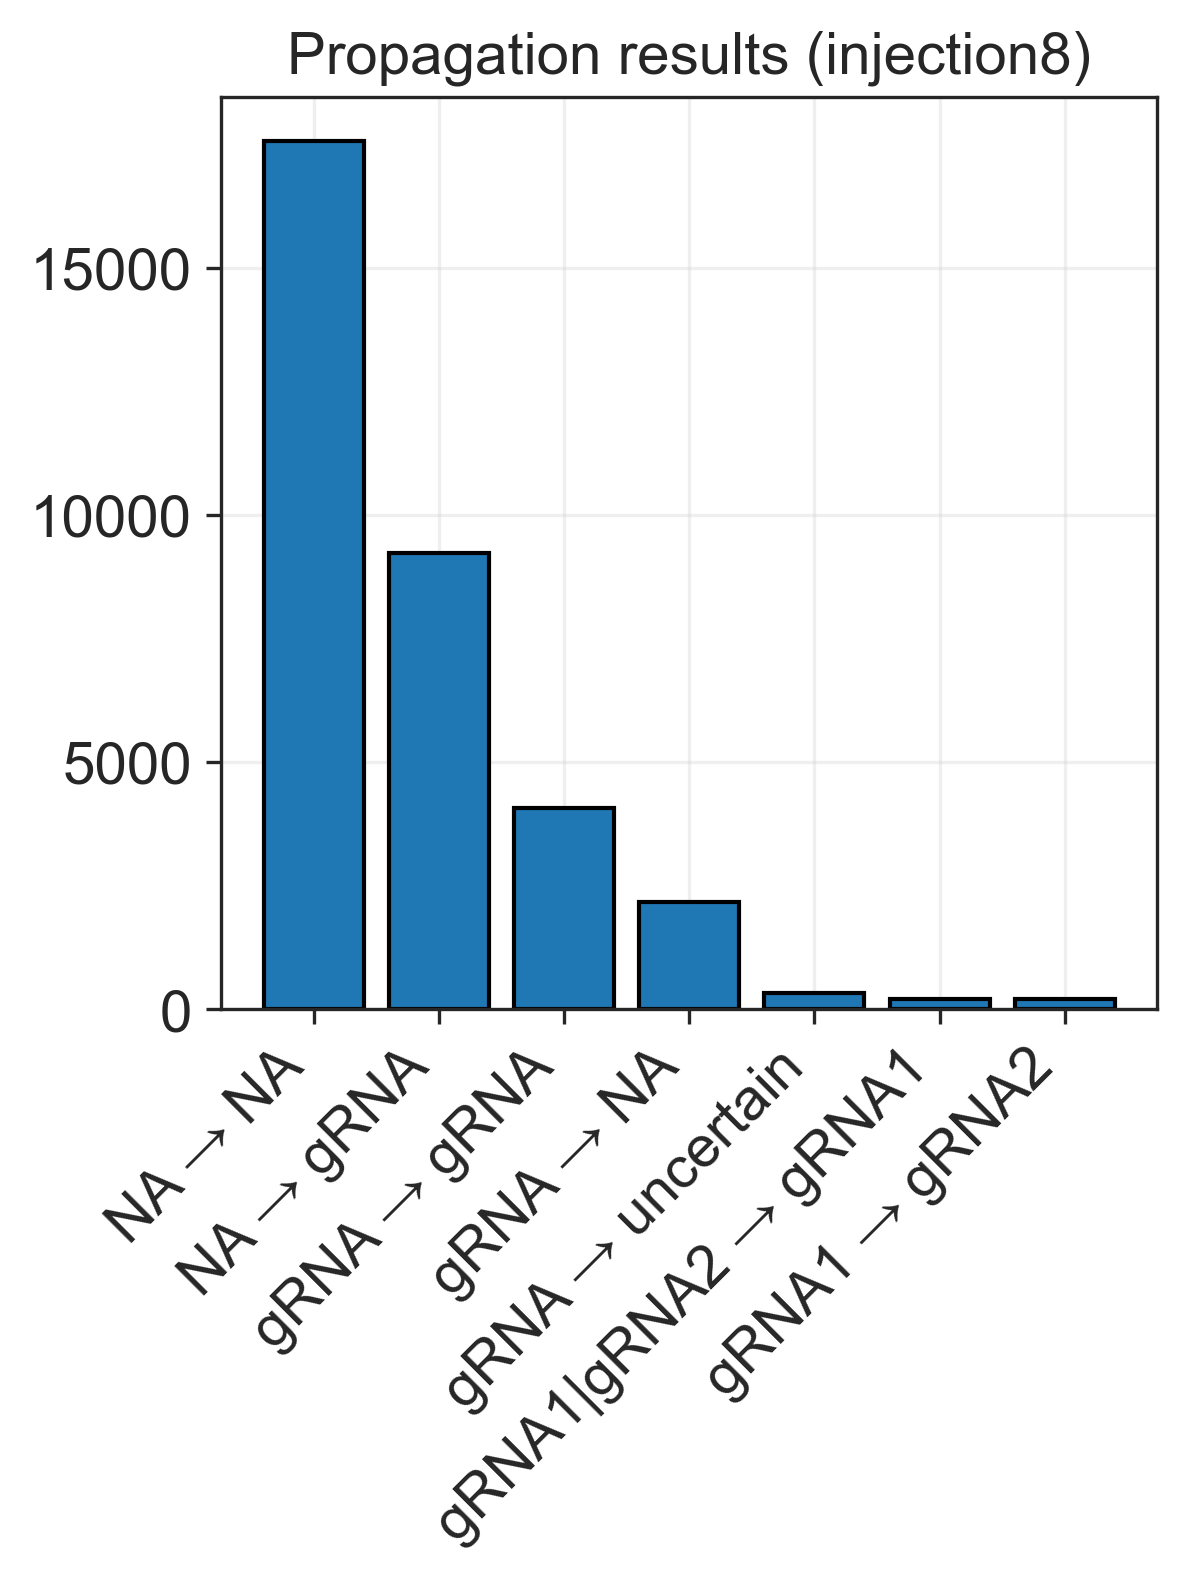 Propagation results (injection8)
15000
10000
5000
0
NA → NA
NA → gRNA
gRNA → gRNA
gRNA → NA
gRNA → uncertain
gRNA1|gRNA2 → gRNA1
gRNA1 → gRNA2